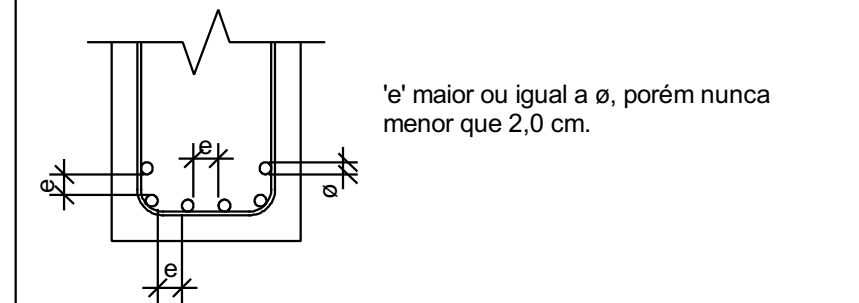 'e' maior ou igual a ø, porém nunca
menor que 2,0 cm.
e
e
ø
e